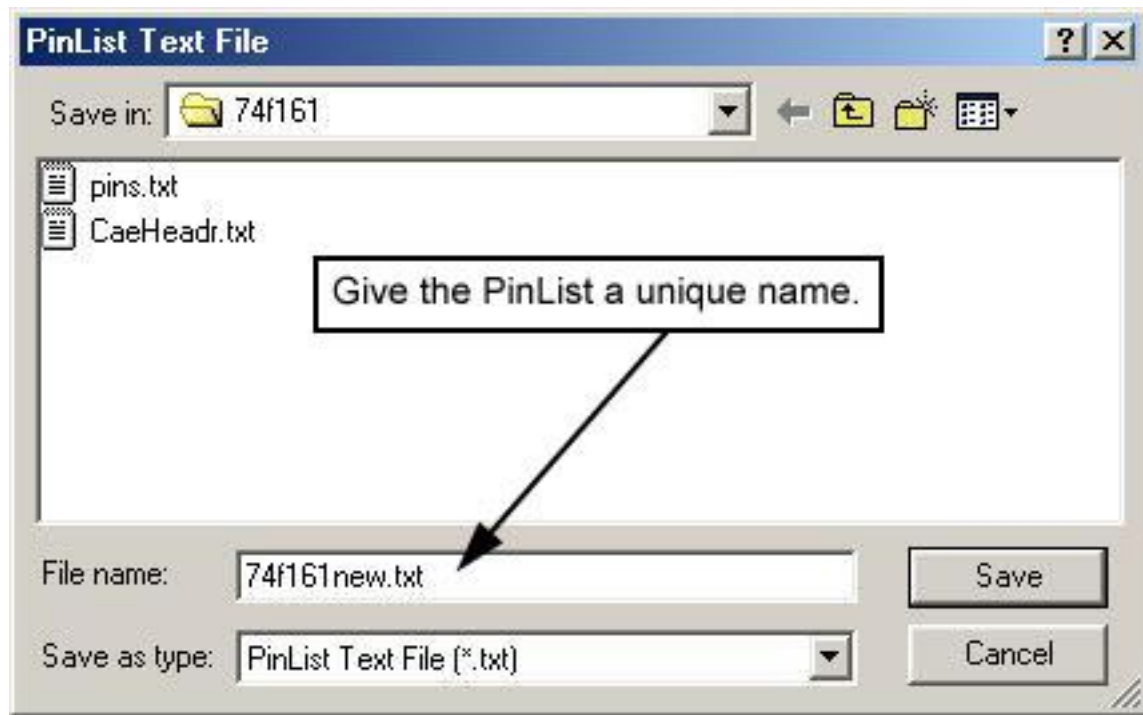 PinList Text File
Save in: 74f161
pins.txt
CaeHeadr.txt
Give the PinList a unique name.
File name: 74f161new.txt Save
Save as type: PinList Text File (*.txt) Cancel